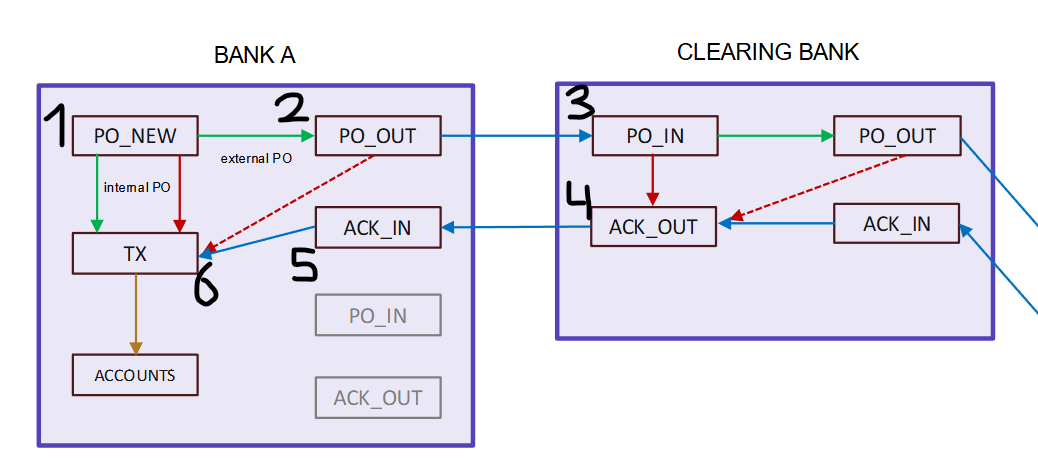 BANK A
CLEARING BANK
1
PO_NEW
external PO
internal PO
2
PO_OUT
3
PO_IN
PO_OUT
4
ACK_OUT
ACK_IN
ACK_IN
5
TX
6
PO_IN
ACCOUNTS
ACK_OUT